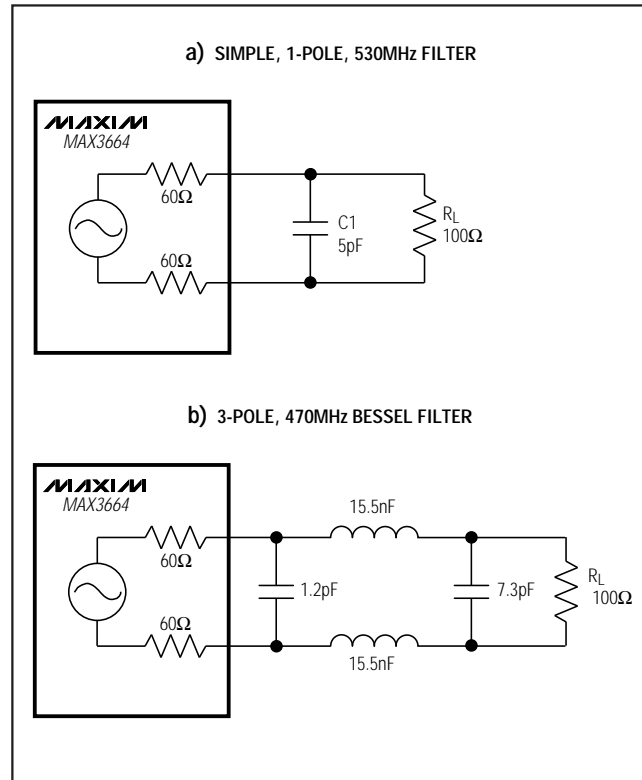 a) SIMPLE, 1-POLE, 530MHz FILTER
MAXIM
MAX3664
60Ω
60Ω
C1
5pF
RL
100Ω
b) 3-POLE, 470MHz BESSEL FILTER
MAXIM
MAX3664
15.5nF
60Ω
1.2pF
7.3pF
RL
100Ω
60Ω
15.5nF